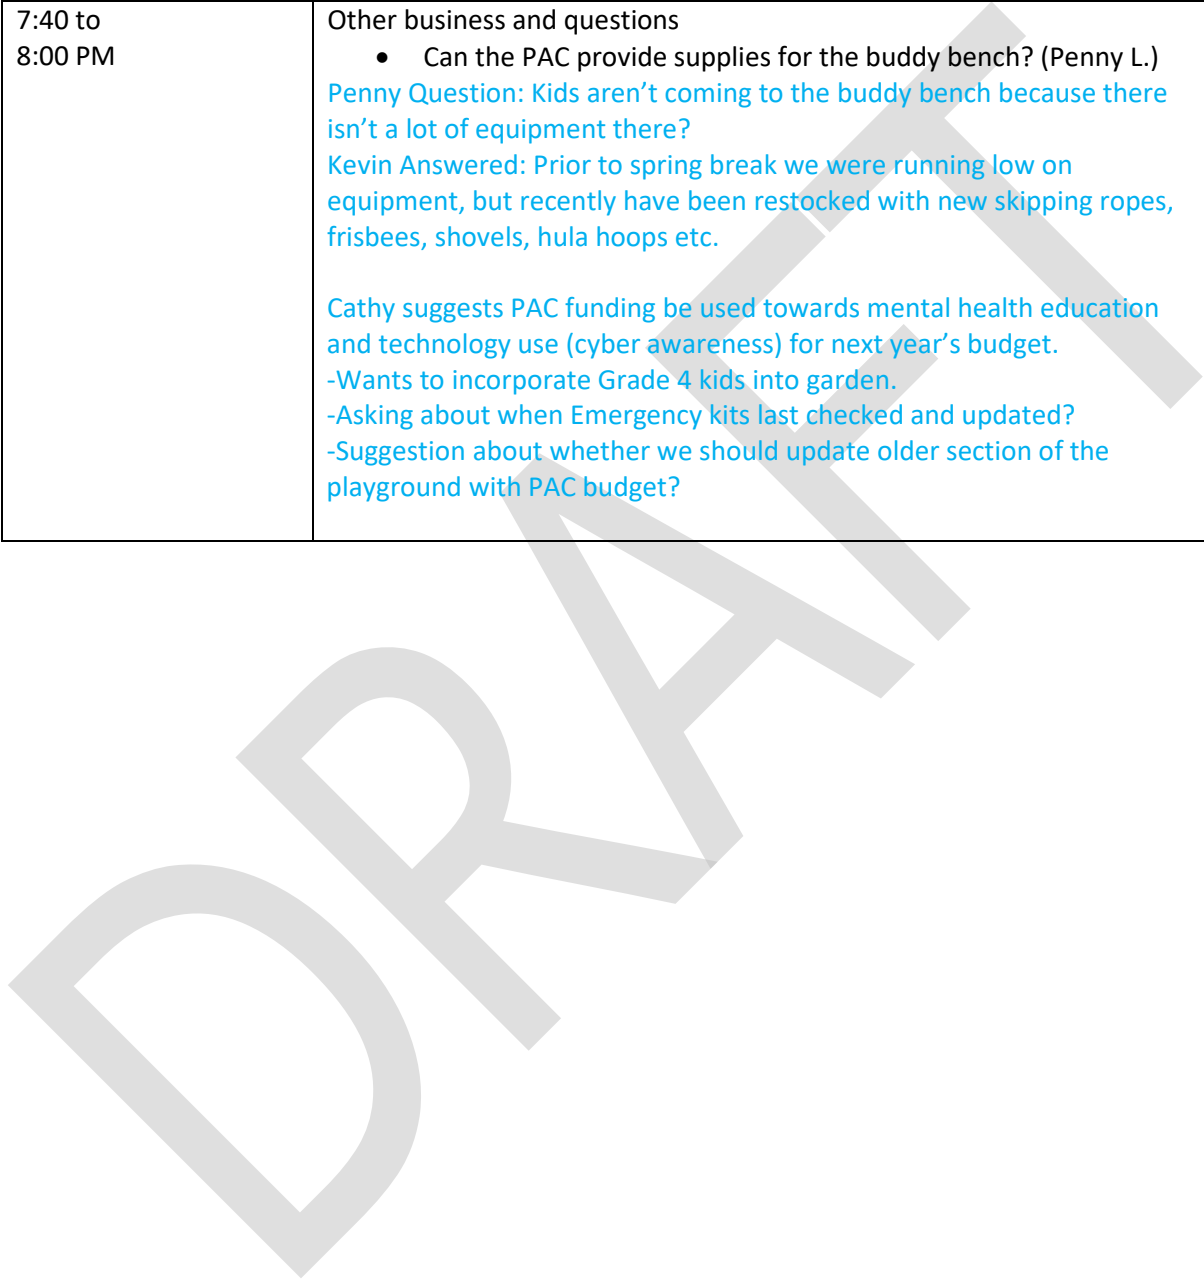 7:40 to
8:00 PM
Other business and questions
• Can the PAC provide supplies for the buddy bench? (Penny L.)
Penny Question: Kids aren’t coming to the buddy bench because there
isn’t a lot of equipment there?
Kevin Answered: Prior to spring break we were running low on
equipment, but recently have been restocked with new skipping ropes,
frisbees, shovels, hula hoops etc.
Cathy suggests PAC funding be used towards mental health education
and technology use (cyber awareness) for next year’s budget.
-Wants to incorporate Grade 4 kids into garden.
-Asking about when Emergency kits last checked and updated?
-Suggestion about whether we should update older section of the
playground with PAC budget?
DRAFT